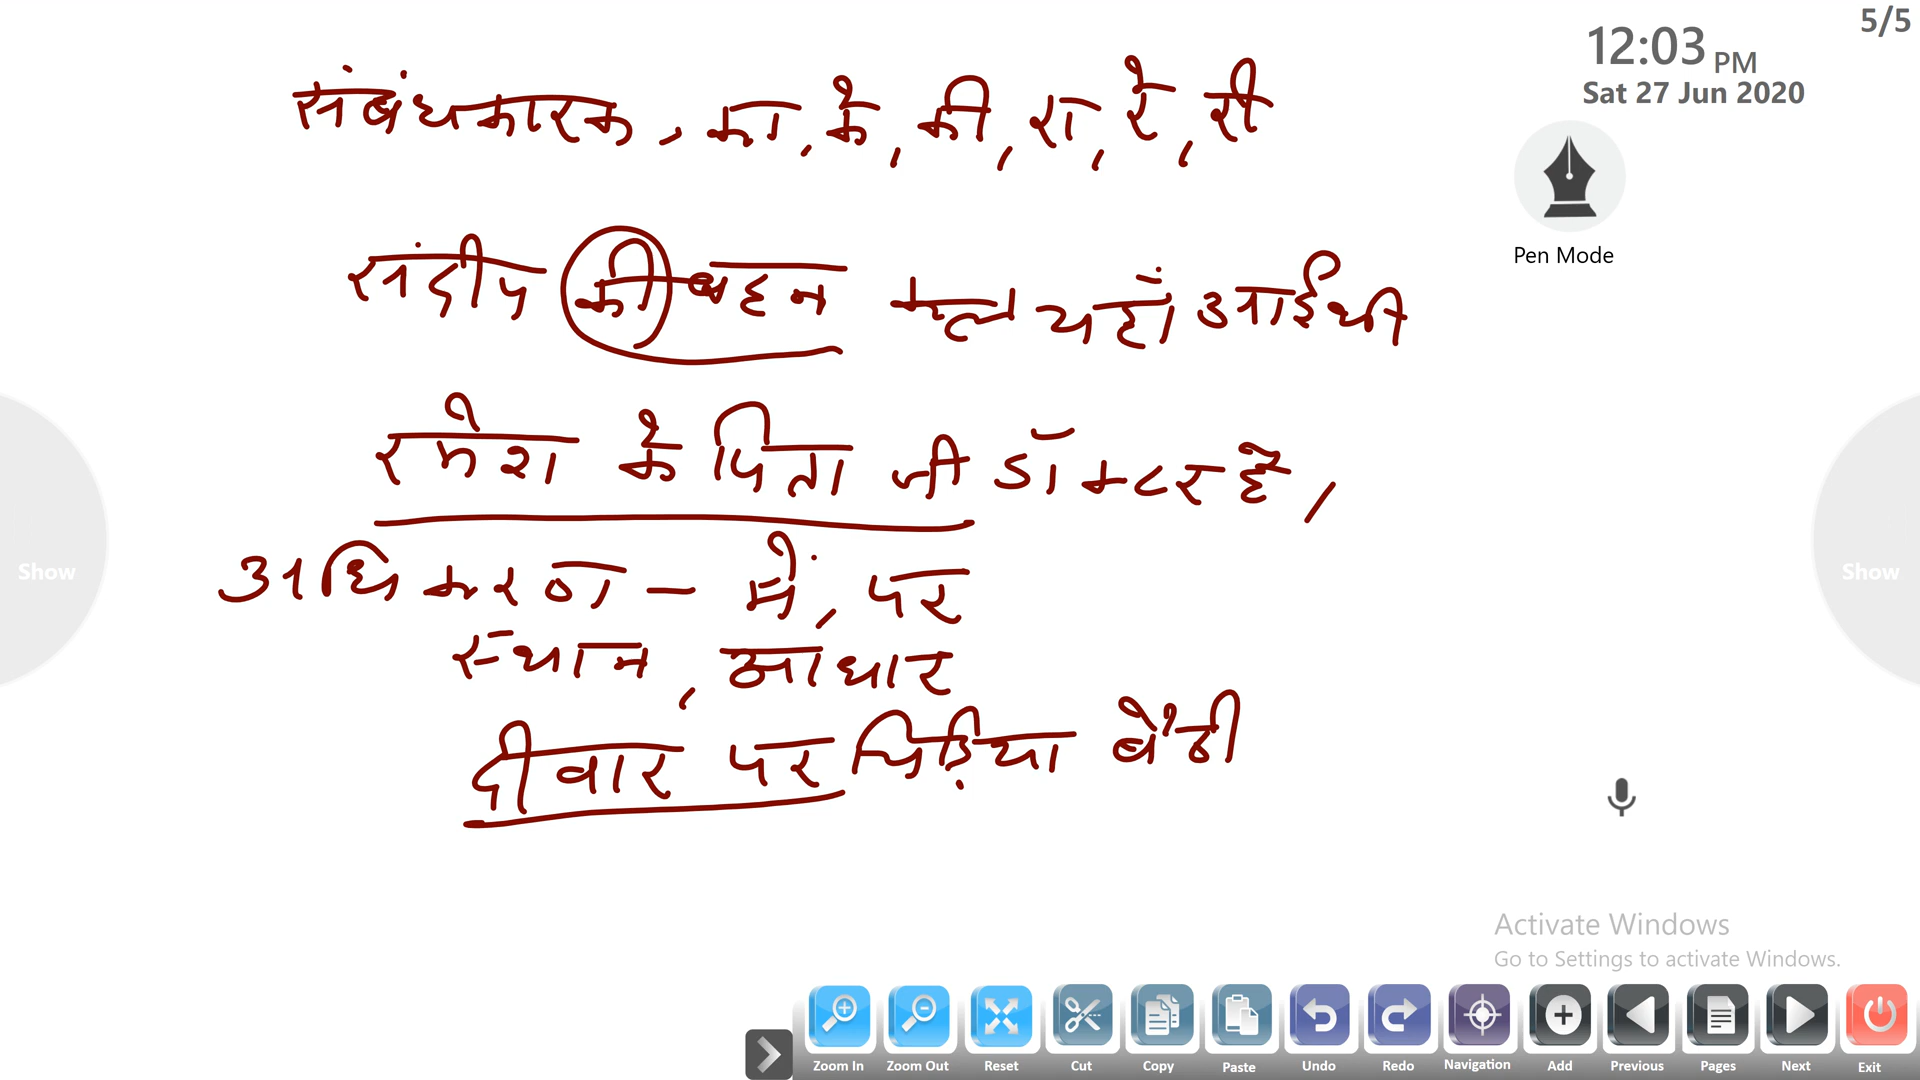 5/5
12:03 PM
Sat 27 Jun 2020
Pen Mode
संबंधकारक, का, के, की, रा, रे, री
संदीप की बहन कल यहाँ आई थी
रमेश के पिता जी डॉक्टर हैं,
अधिकरण - में, पर
स्थान, आधार
दीवार पर चिड़िया बैठी
Show
Show
Activate Windows
Go to Settings to activate Windows.
Zoom In Zoom Out Reset Cut Copy Paste Undo Redo Navigation Add Previous Pages Next Exit